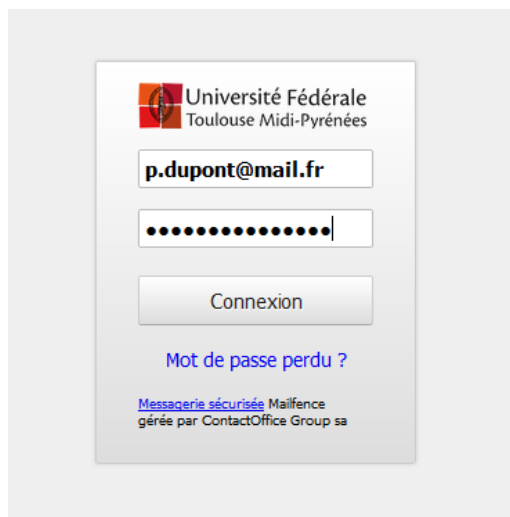 Université Fédérale
Toulouse Midi-Pyrénées
p.dupont@mail.fr
●●●●●●●●●●●●●●●
Connexion
Mot de passe perdu ?
Messagerie sécurisée Mailfence
gérée par ContactOffice Group sa